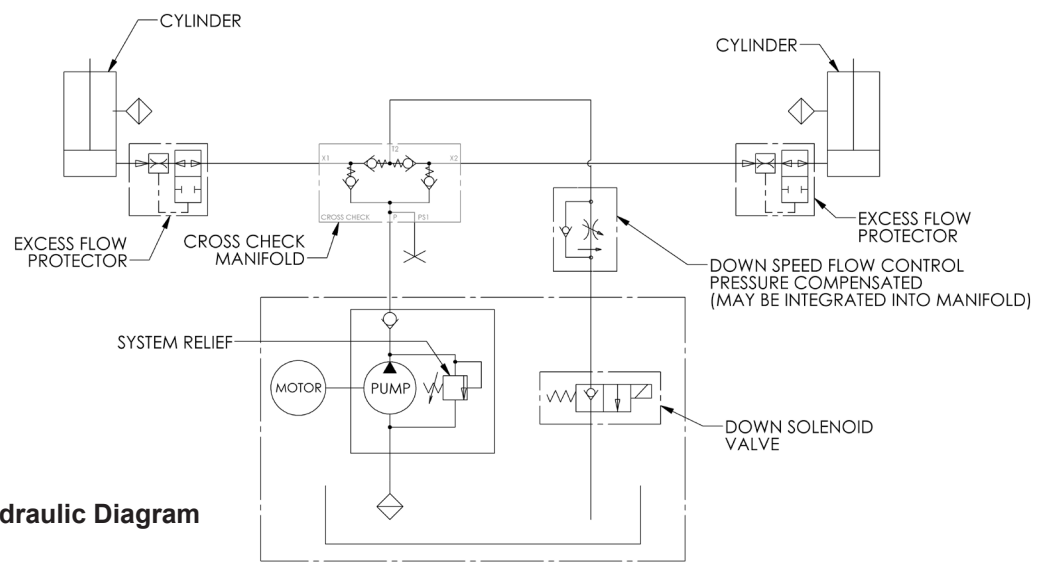 CYLINDER
CYLINDER
T2
X1
X2
CROSS CHECK
P
PS1
EXCESS FLOW
PROTECTOR
CROSS CHECK
MANIFOLD
EXCESS FLOW
PROTECTOR
DOWN SPEED FLOW CONTROL
PRESSURE COMPENSATED
(MAY BE INTEGRATED INTO MANIFOLD)
SYSTEM RELIEF
MOTOR
PUMP
DOWN SOLENOID
VALVE
draulic Diagram